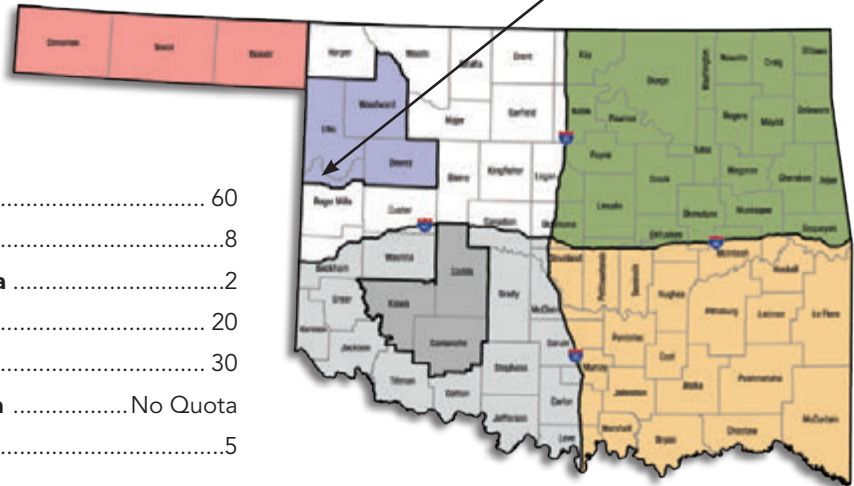 Cimarron Texas Beaver Harper Woods Alfalfa Grant Kay Osage Washington Nowata Craig Ottawa
Ellis Woodward Major Garfield Noble Pawnee Rogers Mayes Delaware
Dewey Blaine Kingfisher Logan Payne Creek Tulsa Wagoner Cherokee Adair
Roger Mills Custer Canadian Oklahoma Lincoln Okmulgee Muskogee Sequoyah
..... 60
.....8
a .....2
..... 20
..... 30
n .....No Quota
.....5
Beckham Washita Caddo Grady McClain Pottawatomie Seminole Hughes McIntosh Haskell
Greer Kiowa Comanche Pittsburg Latimer Le Flore
Harmon Jackson Tillman Cotton Stephens Garvin Murray Pontotoc Coal
Jefferson Carter Love Johnston Atoka Pushmataha McCurtain
Marshall Bryan Choctaw